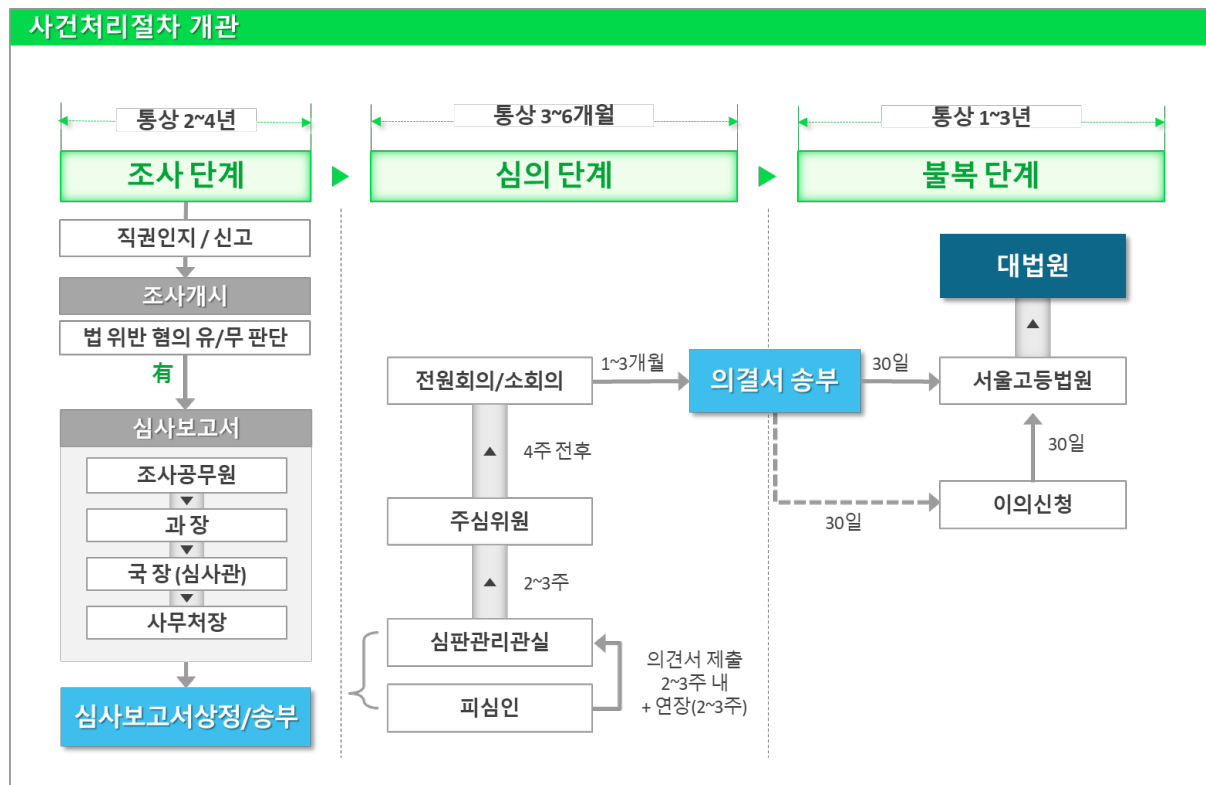 사건처리절차 개관
통상 2~4년
통상 3~6개월
통상 1~3년
조사 단계
심의 단계
불복 단계
직권인지 / 신고
조사개시
법 위반 혐의 유/무 판단
有
심사보고서
조사공무원
과 장
국 장 (심사관)
사무처장
심사보고서상정/송부
전원회의/소회의
4주 전후
주심위원
2~3주
심판관리관실
피심인
의견서 제출
2~3주 내
+ 연장(2~3주)
1~3개월
의결서 송부
30일
30일
대법원
서울고등법원
30일
이의신청